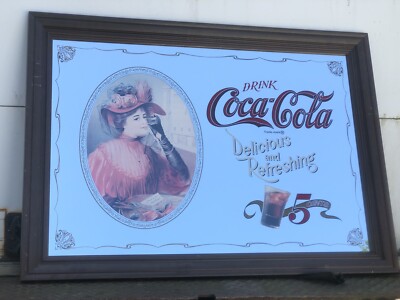 DRINK
Coca-Cola
Delicious
and
Refreshing
5